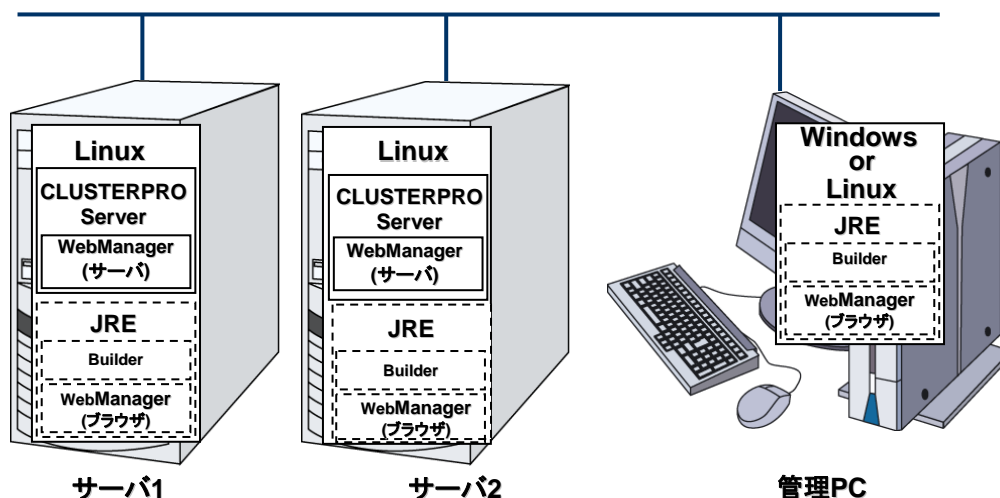 Linux
CLUSTERPRO
Server
WebManager
(サーバ)
JRE
Builder
WebManager
(ブラウザ)
サーバ1
Linux
CLUSTERPRO
Server
WebManager
(サーバ)
JRE
Builder
WebManager
(ブラウザ)
サーバ2
Windows
or
Linux
JRE
Builder
WebManager
(ブラウザ)
管理PC